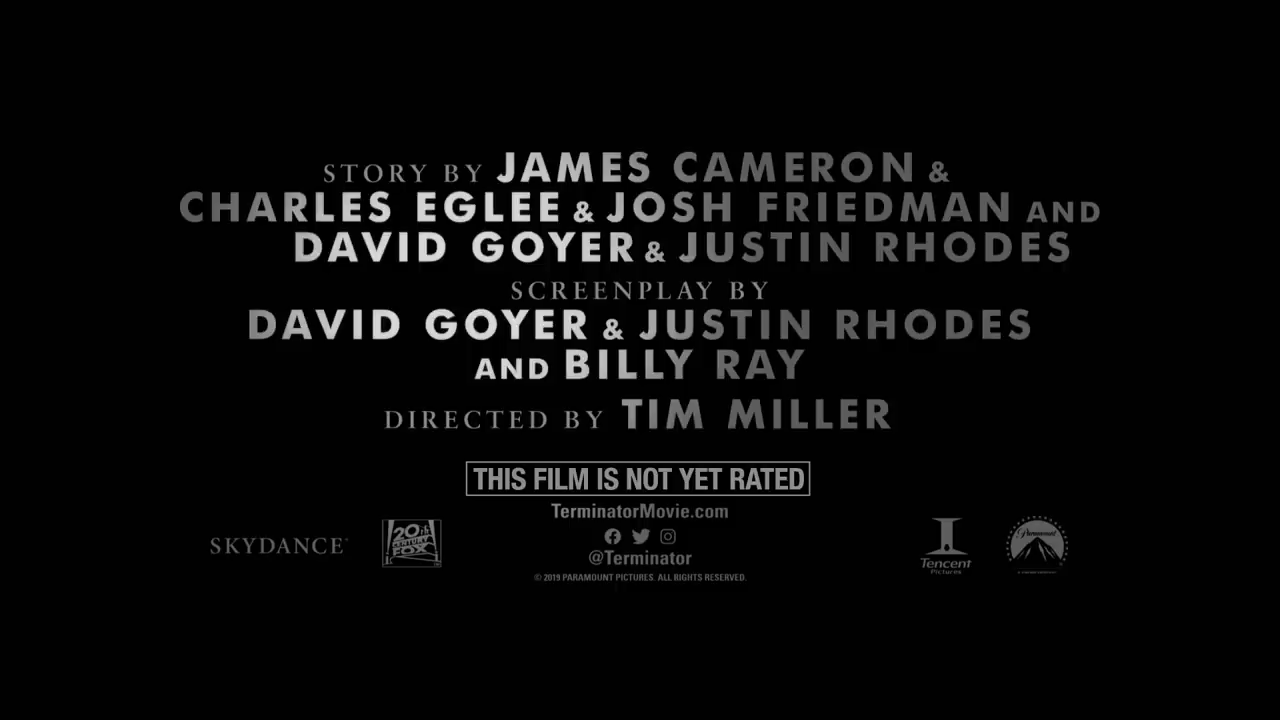 STORY BY JAMES CAMERON &
CHARLES EGLEE & JOSH FRIEDMAN AND
DAVID GOYER & JUSTIN RHODES
SCREENPLAY BY
DAVID GOYER & JUSTIN RHODES
AND BILLY RAY
DIRECTED BY TIM MILLER
THIS FILM IS NOT YET RATED
TerminatorMovie.com
@Terminator
© 2019 PARAMOUNT PICTURES. ALL RIGHTS RESERVED.
SKYDANCE
20th
CENTURY
FOX
Tencent
Pictures
Paramount